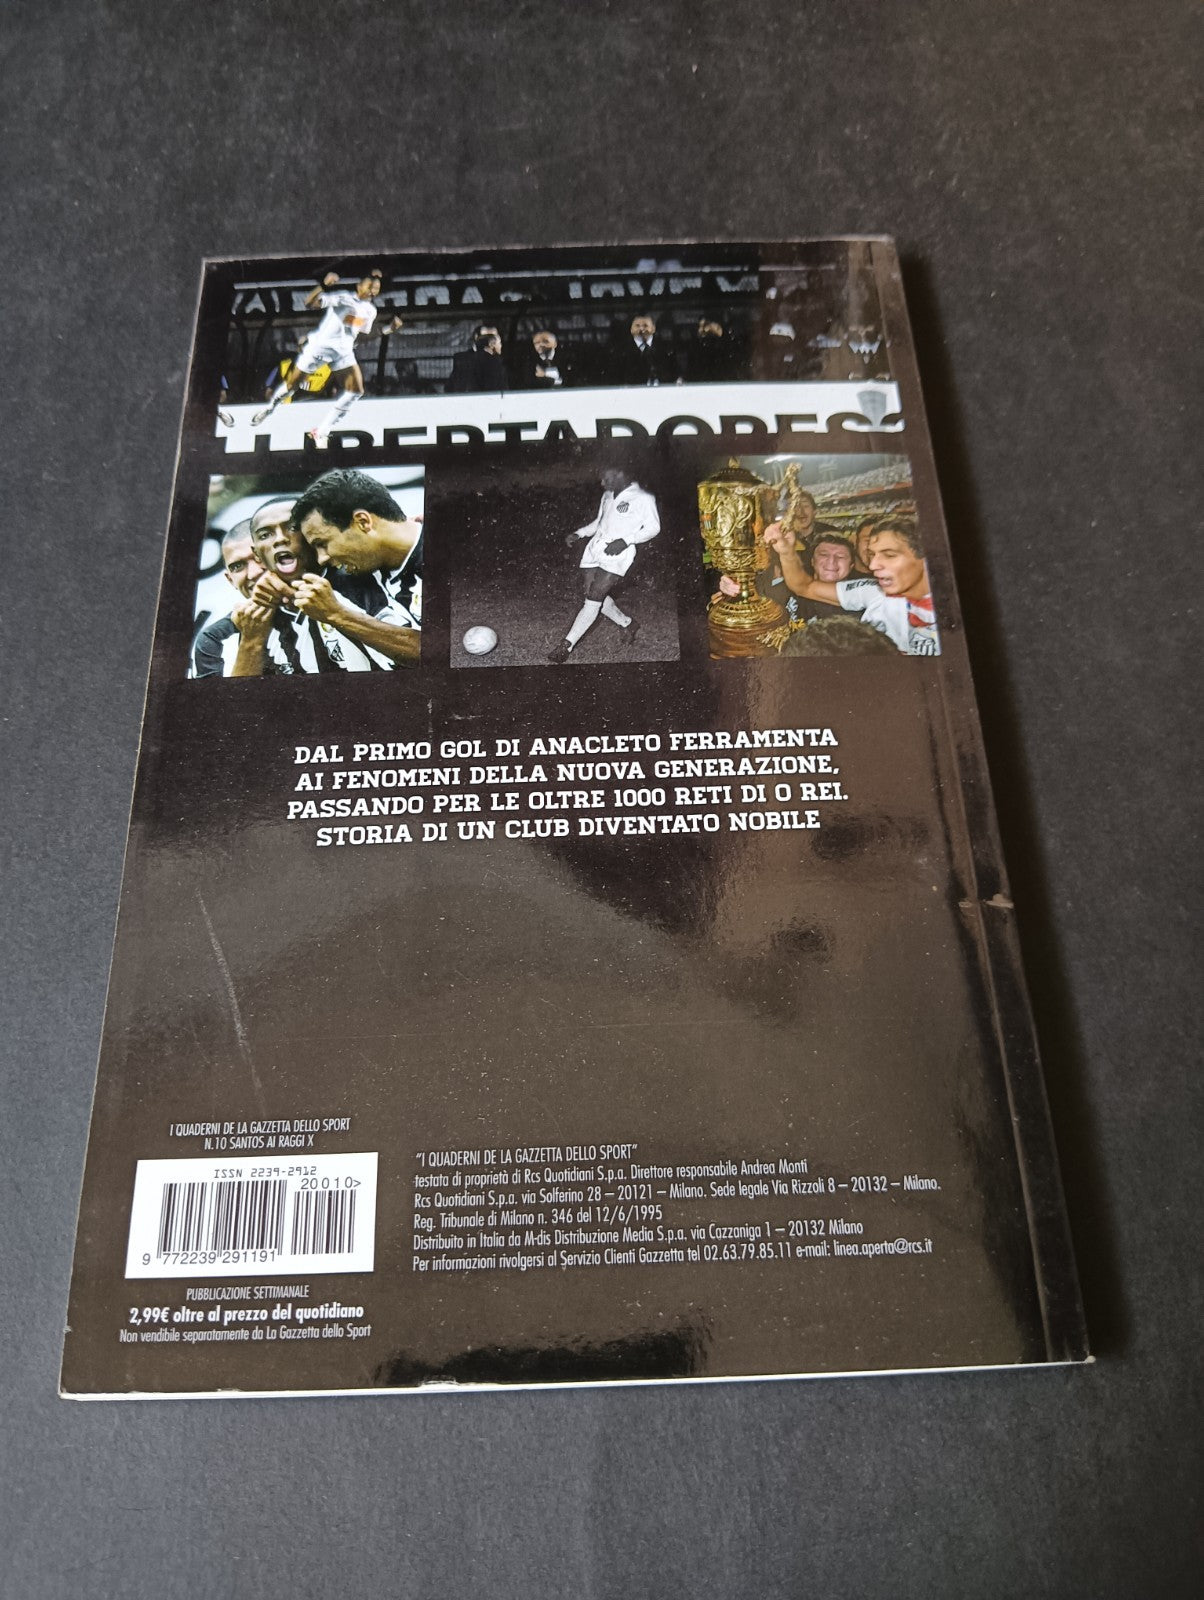 LIBERTADORES
DAL PRIMO GOL DI ANACLETO FERRAMENTA
AI FENOMENI DELLA NUOVA GENERAZIONE,
PASSANDO PER LE OLTRE 1000 RETI DI O REI.
STORIA DI UN CLUB DIVENTATO NOBILE
I QUADERNI DE LA GAZZETTA DELLO SPORT
N.10 SANTOS AI RAGGI X
ISSN 2239-2912
20010>
9 772239 291191
PUBBLICAZIONE SETTIMANALE
2,99€ oltre al prezzo del quotidiano
Non vendibile separatamente da La Gazzetta dello Sport
"I QUADERNI DE LA GAZZETTA DELLO SPORT"
testata di proprietà di Rcs Quotidiani S.p.a. Direttore responsabile Andrea Monti
Rcs Quotidiani S.p.a. via Solferino 28 – 20121 – Milano. Sede legale Via Rizzoli 8 – 20132 – Milano.
Reg. Tribunale di Milano n. 346 del 12/6/1995
Distribuito in Italia da M-dis Distribuzione Media S.p.a. via Cazzaniga 1 – 20132 Milano
Per informazioni rivolgersi al Servizio Clienti Gazzetta tel 02.63.79.85.11 e-mail: linea.aperta@rcs.it